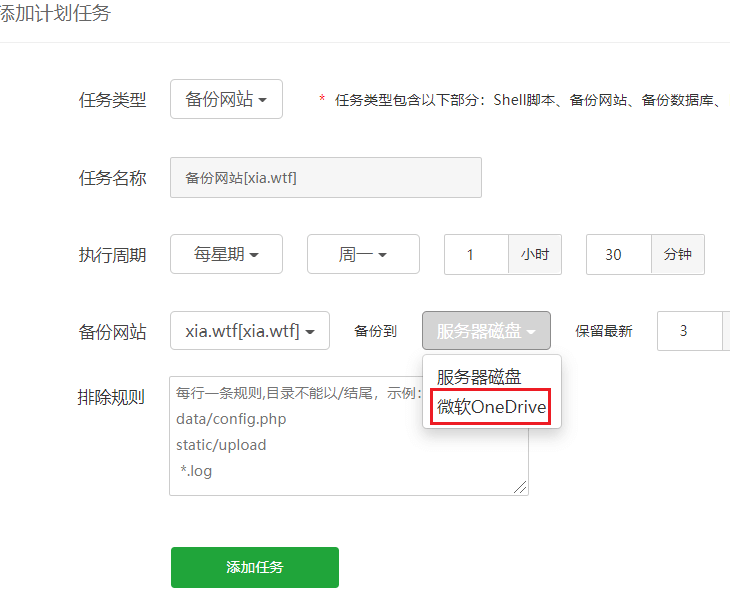 添加计划任务
任务类型 备份网站 * 任务类型包含以下部分：Shell脚本、备份网站、备份数据库、
任务名称 备份网站[xia.wtf]
执行周期 每星期 周一 1 小时 30 分钟
备份网站 xia.wtf[xia.wtf] 备份到 服务器磁盘 保留最新 3
服务器磁盘
微软OneDrive
排除规则 每行一条规则,目录不能以/结尾，示例：
data/config.php
static/upload
*.log
添加任务